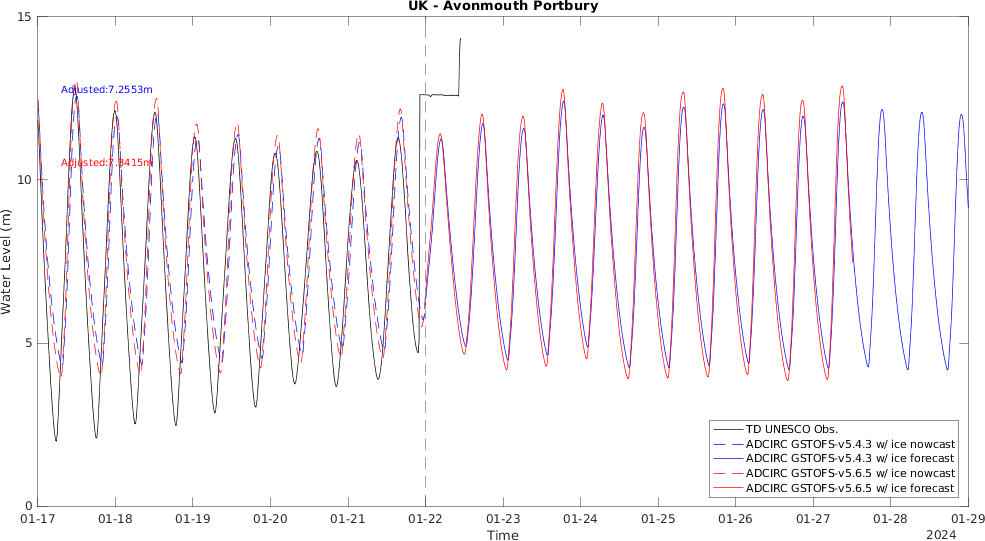 UK - Avonmouth Portbury
15
Adjusted:7.2553m
Adjusted:7.3415m
10
Water Level (m)
5
0
01-17 01-18 01-19 01-20 01-21 01-22 01-23 01-24 01-25 01-26 01-27 01-28 01-29
Time
2024
TD UNESCO Obs.
ADCIRC GSTOFS-v5.4.3 w/ ice nowcast
ADCIRC GSTOFS-v5.4.3 w/ ice forecast
ADCIRC GSTOFS-v5.6.5 w/ ice nowcast
ADCIRC GSTOFS-v5.6.5 w/ ice forecast